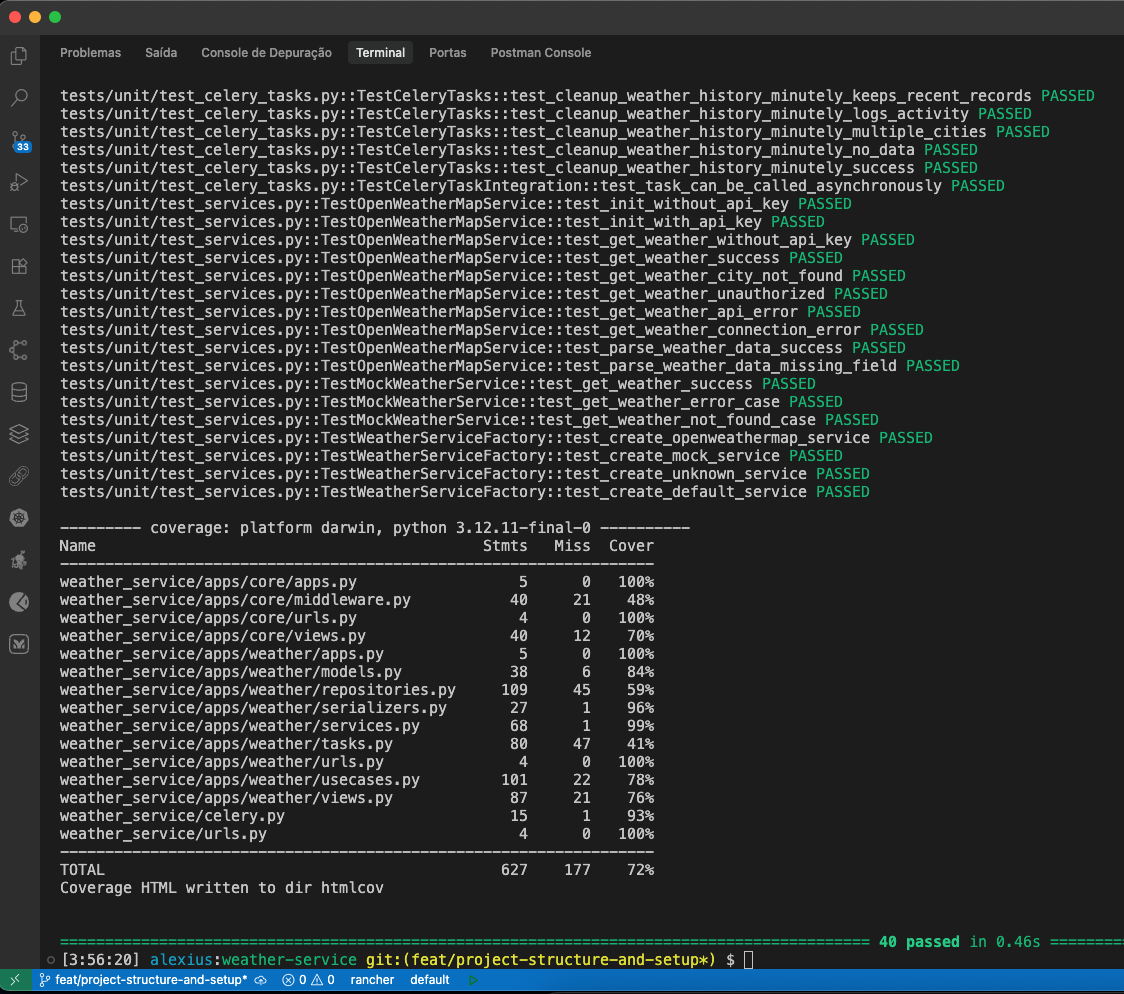 Problemas Saída Console de Depuração Terminal Portas Postman Console
tests/unit/test_celery_tasks.py::TestCeleryTasks::test_cleanup_weather_history_minutely_keeps_recent_records PASSED
tests/unit/test_celery_tasks.py::TestCeleryTasks::test_cleanup_weather_history_minutely_logs_activity PASSED
tests/unit/test_celery_tasks.py::TestCeleryTasks::test_cleanup_weather_history_minutely_multiple_cities PASSED
tests/unit/test_celery_tasks.py::TestCeleryTasks::test_cleanup_weather_history_minutely_no_data PASSED
tests/unit/test_celery_tasks.py::TestCeleryTasks::test_cleanup_weather_history_minutely_success PASSED
tests/unit/test_celery_tasks.py::TestCeleryTaskIntegration::test_task_can_be_called_asynchronously PASSED
tests/unit/test_services.py::TestOpenWeatherMapService::test_init_without_api_key PASSED
tests/unit/test_services.py::TestOpenWeatherMapService::test_init_with_api_key PASSED
tests/unit/test_services.py::TestOpenWeatherMapService::test_get_weather_without_api_key PASSED
tests/unit/test_services.py::TestOpenWeatherMapService::test_get_weather_success PASSED
tests/unit/test_services.py::TestOpenWeatherMapService::test_get_weather_city_not_found PASSED
tests/unit/test_services.py::TestOpenWeatherMapService::test_get_weather_unauthorized PASSED
tests/unit/test_services.py::TestOpenWeatherMapService::test_get_weather_api_error PASSED
tests/unit/test_services.py::TestOpenWeatherMapService::test_get_weather_connection_error PASSED
tests/unit/test_services.py::TestOpenWeatherMapService::test_parse_weather_data_success PASSED
tests/unit/test_services.py::TestOpenWeatherMapService::test_parse_weather_data_missing_field PASSED
tests/unit/test_services.py::TestMockWeatherService::test_get_weather_success PASSED
tests/unit/test_services.py::TestMockWeatherService::test_get_weather_error_case PASSED
tests/unit/test_services.py::TestMockWeatherService::test_get_weather_not_found_case PASSED
tests/unit/test_services.py::TestWeatherServiceFactory::test_create_openweathermap_service PASSED
tests/unit/test_services.py::TestWeatherServiceFactory::test_create_mock_service PASSED
tests/unit/test_services.py::TestWeatherServiceFactory::test_create_unknown_service PASSED
tests/unit/test_services.py::TestWeatherServiceFactory::test_create_default_service PASSED
--------- coverage: platform darwin, python 3.12.11-final-0 ----------
Name Stmts Miss Cover
------------------------------------------------------------------
weather_service/apps/core/apps.py 5 0 100%
weather_service/apps/core/middleware.py 40 21 48%
weather_service/apps/core/urls.py 4 0 100%
weather_service/apps/core/views.py 40 12 70%
weather_service/apps/weather/apps.py 5 0 100%
weather_service/apps/weather/models.py 38 6 84%
weather_service/apps/weather/repositories.py 109 45 59%
weather_service/apps/weather/serializers.py 27 1 96%
weather_service/apps/weather/services.py 68 1 99%
weather_service/apps/weather/tasks.py 80 47 41%
weather_service/apps/weather/urls.py 4 0 100%
weather_service/apps/weather/usecases.py 101 22 78%
weather_service/apps/weather/views.py 87 21 76%
weather_service/celery.py 15 1 93%
weather_service/urls.py 4 0 100%
------------------------------------------------------------------
TOTAL 627 177 72%
Coverage HTML written to dir htmlcov
========================================================================================== 40 passed in 0.46s ========
[3:56:20] alexius:weather-service git:(feat/project-structure-and-setup*) $
33
feat/project-structure-and-setup* 0 0 rancher default